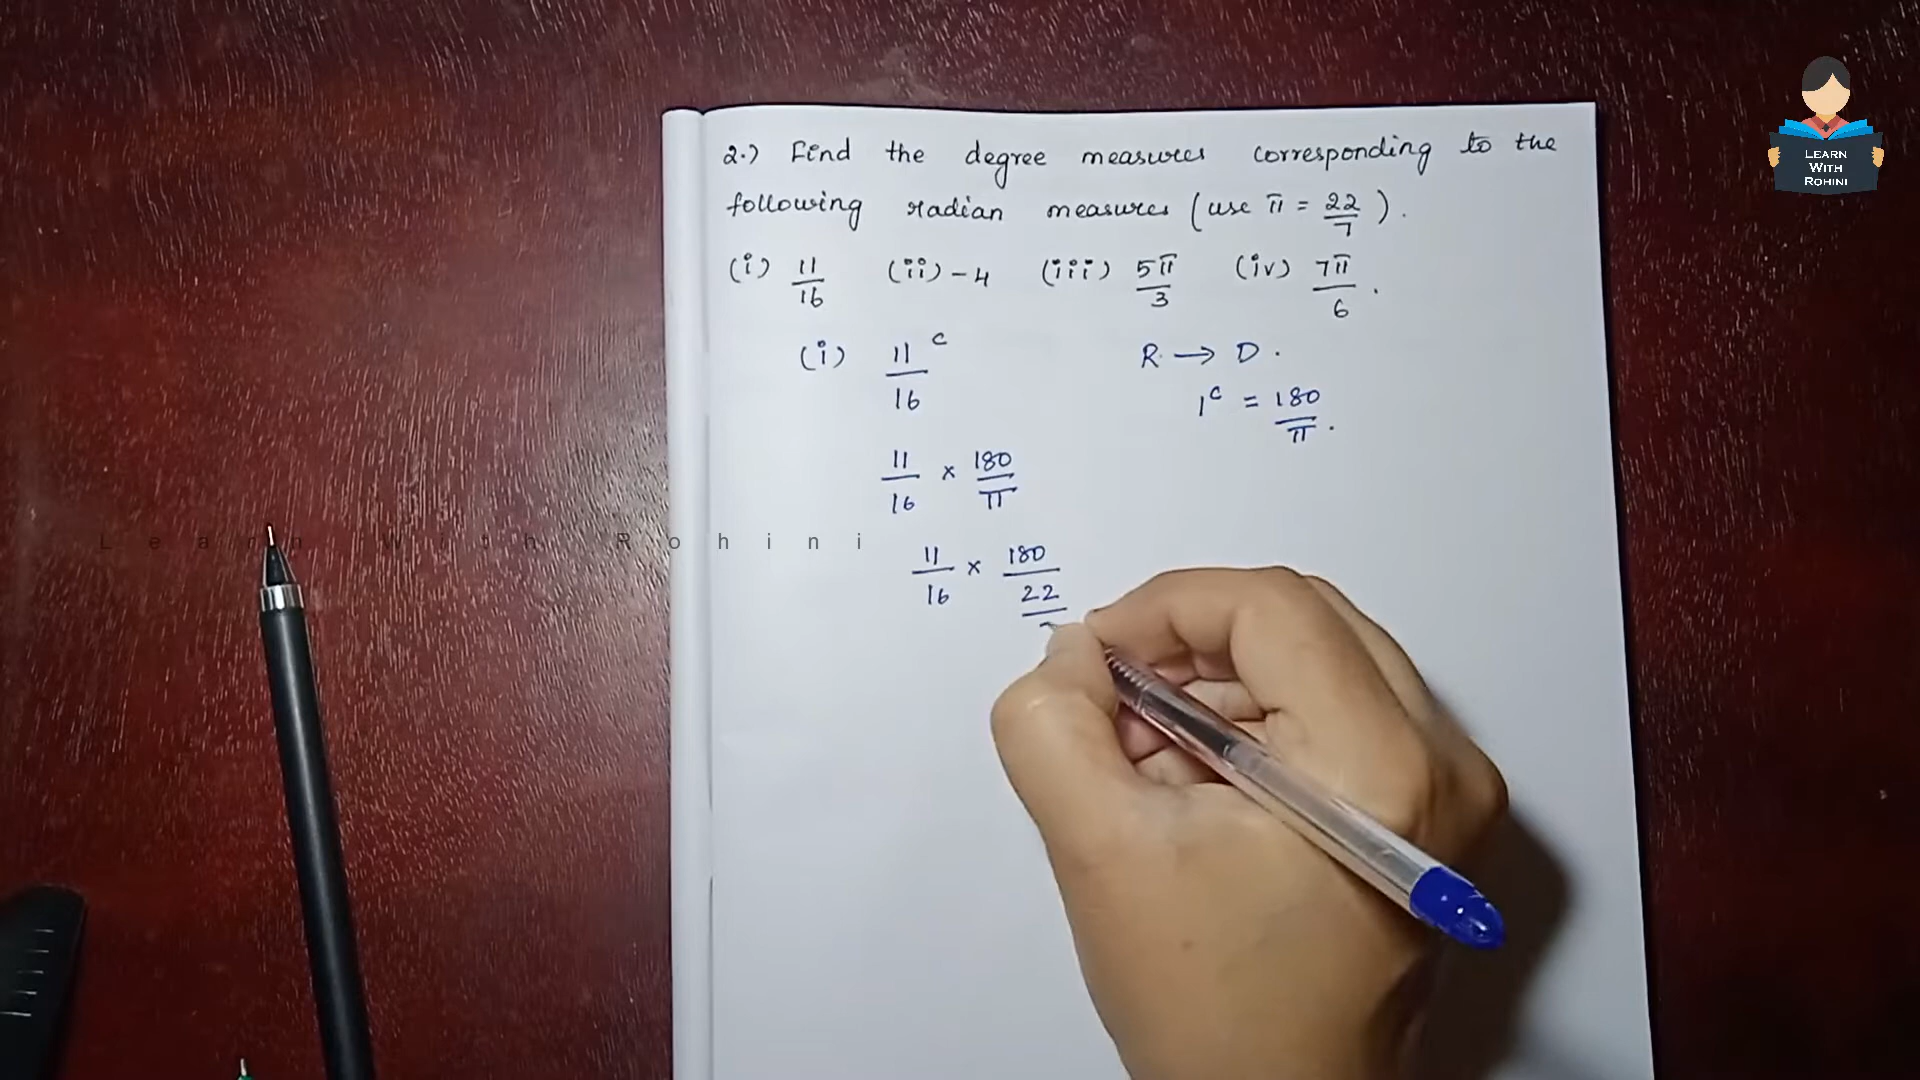 2.) Find the degree measures corresponding to the
following radian measures (use π = 22/7).
(i) 11/16 (ii) -4 (iii) 5π/3 (iv) 7π/6.
(i) 11/16 ᶜ
R → D.
1ᶜ = 180/π.
11/16 × 180/π
11/16 × 180/22
Learn With Rohini
LEARN
WITH
ROHINI